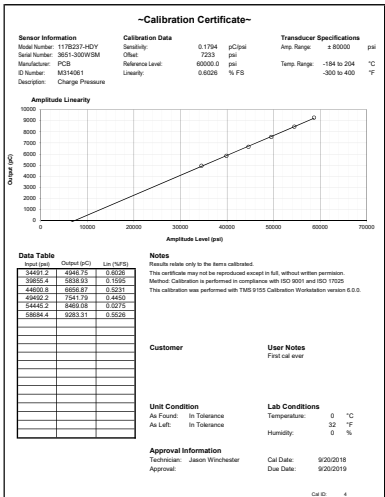 ~Calibration Certificate~
Sensor Information
Model Number: 117B237-HDY
Serial Number: 3651-300WSM
Manufacturer: PCB
ID Number: M314061
Description: Charge Pressure
Calibration Data
Sensitivity: 0.1794 pC/psi
Offset: 7233 psi
Reference Level: 60000.0 psi
Linearity: 0.6026 % FS
Transducer Specifications
Amp. Range: ± 80000 psi
Temp. Range: -184 to 204 °C
-300 to 400 °F
Amplitude Linearity
Output (pC)
10000
9000
8000
7000
6000
5000
4000
3000
2000
1000
0
0 10000 20000 30000 40000 50000 60000 70000
Amplitude Level (psi)
Data Table
Input (psi) Output (pC) Lin (%FS)
34491.2 4946.75 0.6026
39855.4 5838.93 0.1595
44600.8 6656.87 0.5231
49492.2 7541.79 0.4450
54445.2 8469.08 0.0275
58684.4 9283.31 0.5526
Notes
Results relate only to the items calibrated.
This certificate may not be reproduced except in full, without written permission.
Method: Calibration is performed in compliance with ISO 9001 and ISO 17025
This calibration was performed with TMS 9155 Calibration Workstation version 6.0.0.
Customer
User Notes
First cal ever
Unit Condition
As Found: In Tolerance
As Left: In Tolerance
Lab Conditions
Temperature: 0 °C
32 °F
Humidity: 0 %
Approval Information
Technician: Jason Winchester
Approval:
Cal Date: 9/20/2018
Due Date: 9/20/2019
Cal ID: 4